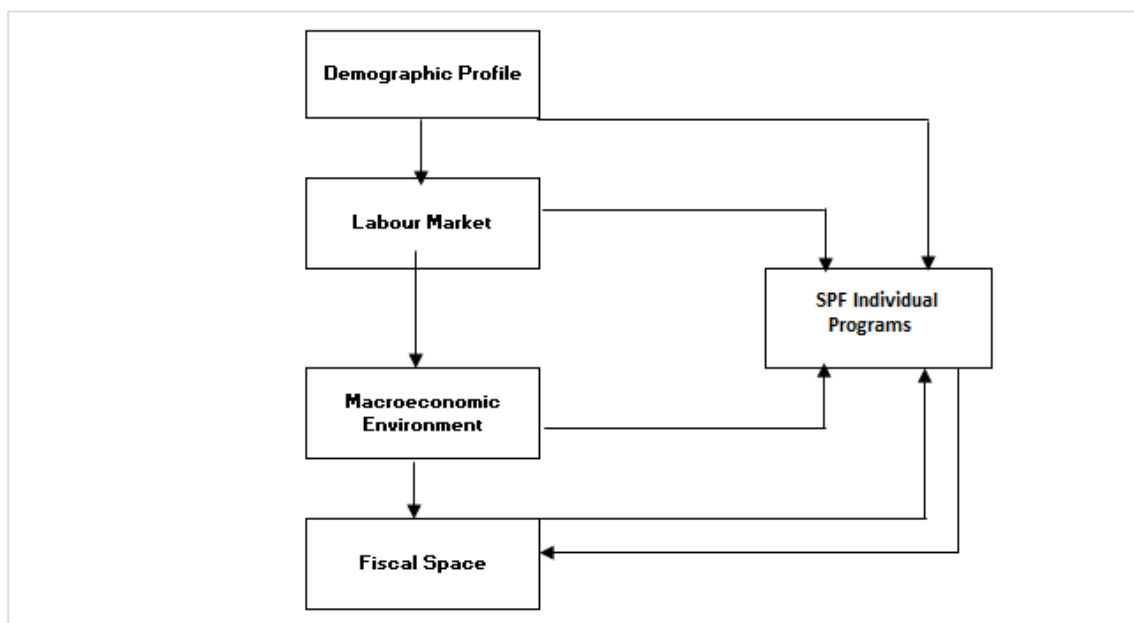 Demographic Profile
Labour Market
SPF Individual
Programs
Macroeconomic
Environment
Fiscal Space